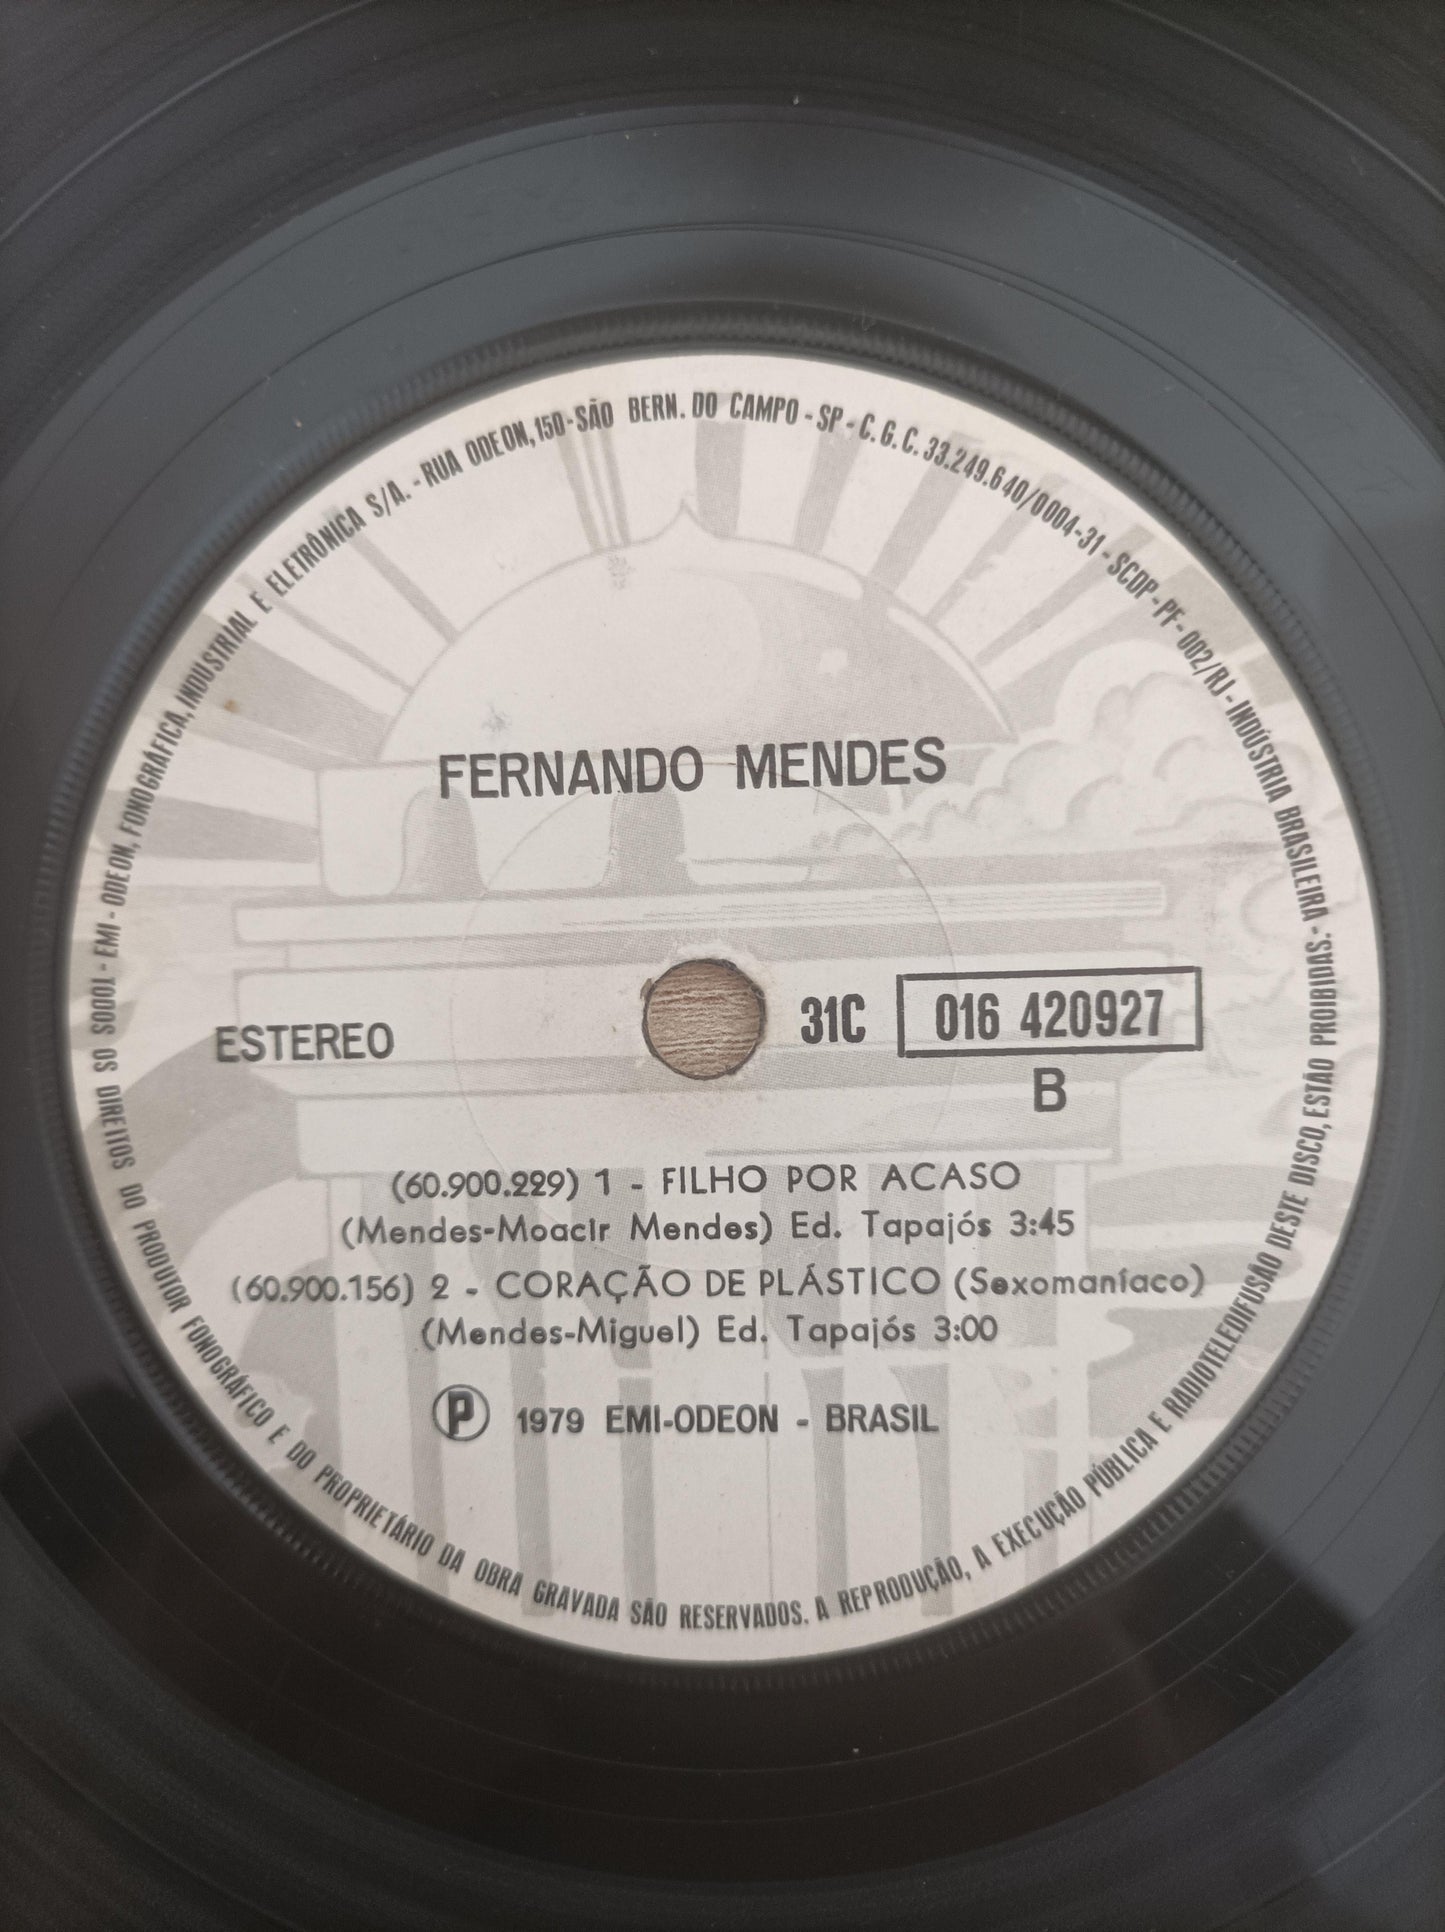 TODOS OS DIREITOS DO PRODUTOR FONOGRÁFICO E DO PROPRIETÁRIO DA OBRA GRAVADA SÃO RESERVADOS. A REPRODUÇÃO, A EXECUÇÃO PÚBLICA E RADIOTELEDIFUSÃO DESTE DISCO, ESTÃO PROIBIDAS.
EMI - ODEON, FONOGRÁFICA, INDUSTRIAL E ELETRÔNICA S/A. - RUA ODEON, 150 - SÃO BERN. DO CAMPO - SP - C.G.C. 33.249.640/0004-31 - SCDP - PF - 002/RJ - INDÚSTRIA BRASILEIRA -
FERNANDO MENDES
ESTEREO
31C 016 420927
B
(60.900.229) 1 - FILHO POR ACASO
(Mendes-Moacir Mendes) Ed. Tapajós 3:45
(60.900.156) 2 - CORAÇÃO DE PLÁSTICO (Sexomaníaco)
(Mendes-Miguel) Ed. Tapajós 3:00
Ⓟ 1979 EMI-ODEON - BRASIL